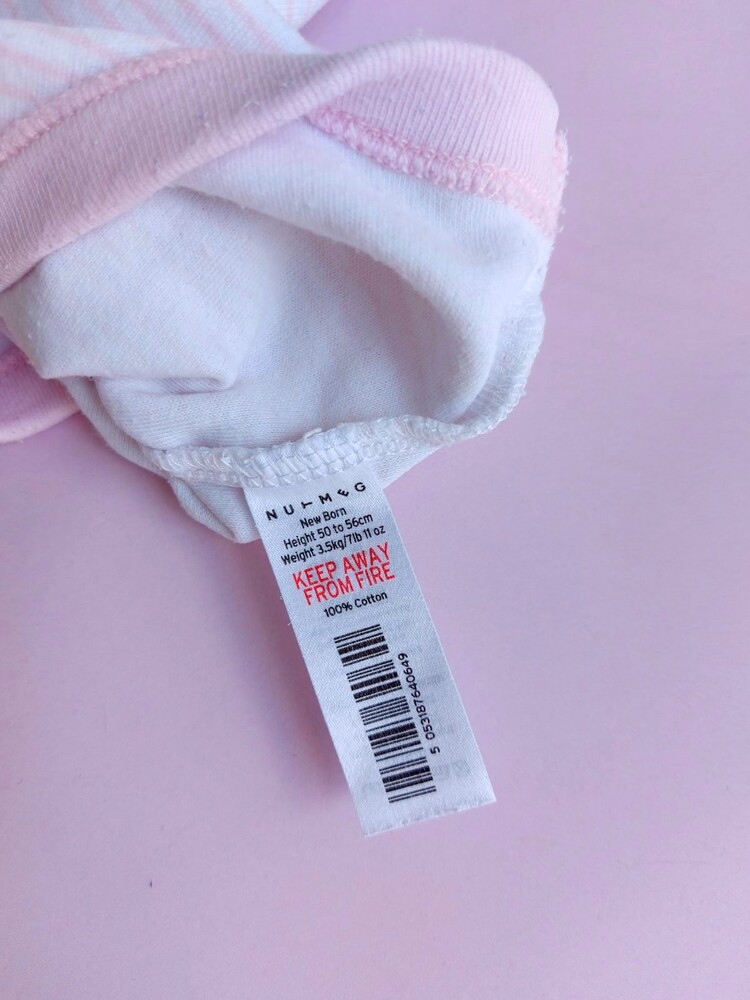 NUTMEG
New Born
Height 50 to 56cm
Weight 3.5kg/7lb 11 oz
KEEP AWAY
FROM FIRE
100% Cotton
5 053187640649